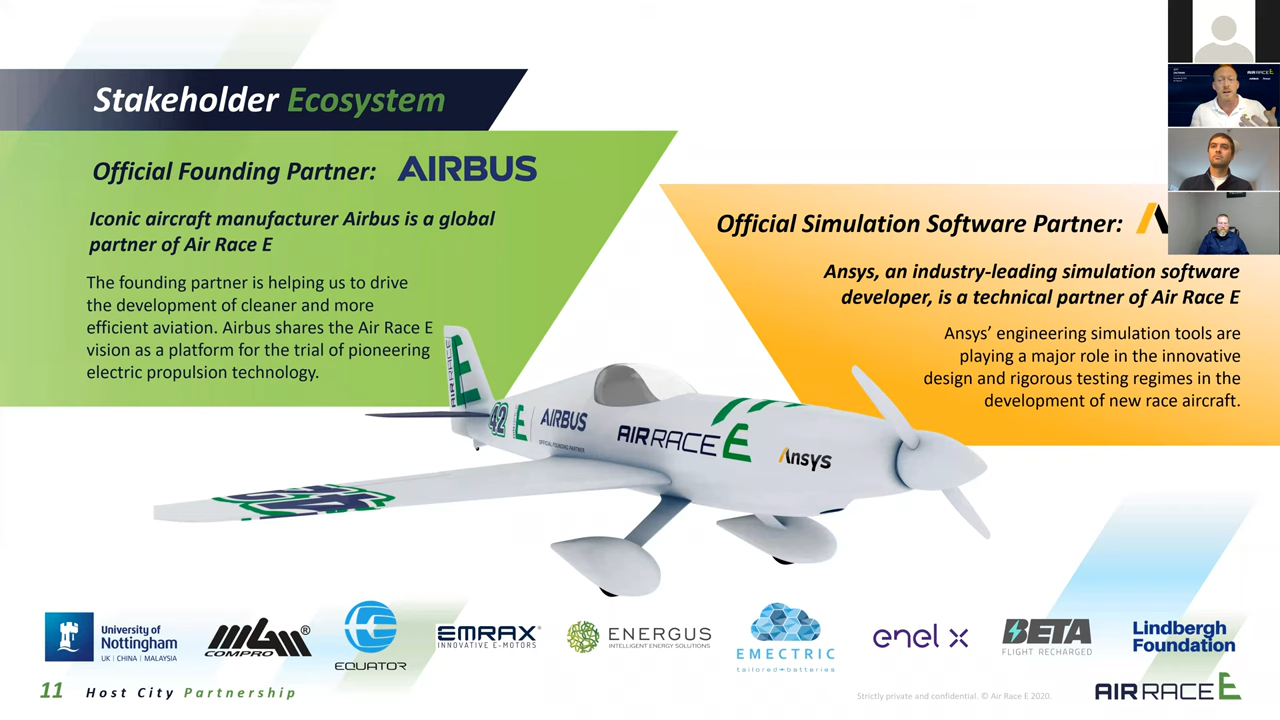 Stakeholder Ecosystem
Official Founding Partner: AIRBUS
Iconic aircraft manufacturer Airbus is a global
partner of Air Race E
The founding partner is helping us to drive
the development of cleaner and more
efficient aviation. Airbus shares the Air Race E
vision as a platform for the trial of pioneering
electric propulsion technology.
Official Simulation Software Partner:
Ansys, an industry-leading simulation software
developer, is a technical partner of Air Race E
Ansys' engineering simulation tools are
playing a major role in the innovative
design and rigorous testing regimes in the
development of new race aircraft.
AIR RACE E
42
AIRBUS
OFFICIAL FOUNDING PARTNER
AIR RACE E
Ansys
University of
Nottingham
UK | CHINA | MALAYSIA
MGM
COMPRO®
EQUATOR
EMRAX®
INNOVATIVE E-MOTORS
ENERGUS
INTELLIGENT ENERGY SOLUTIONS
EMECTRIC
tailored batteries
enel x
BETA
FLIGHT RECHARGED
Lindbergh
Foundation
11 Host City Partnership
Strictly private and confidential. © Air Race E 2020.
AIR RACE E